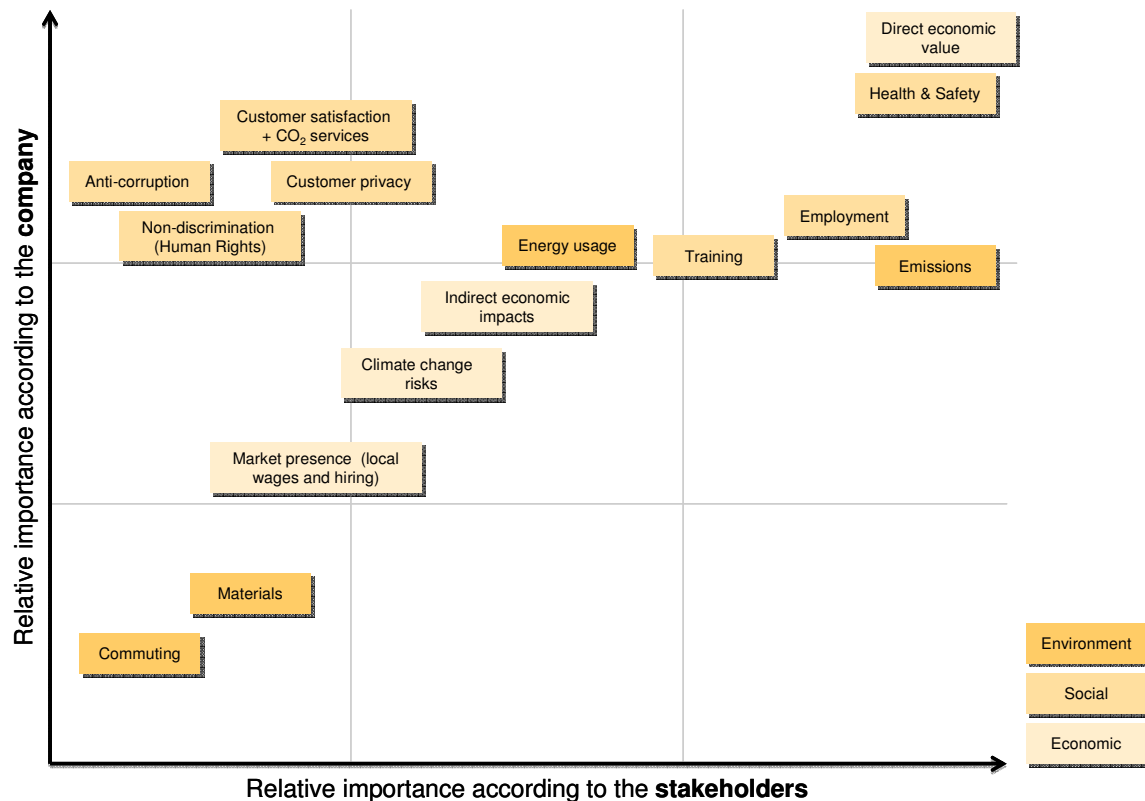 Direct economic
value
Health & Safety
Customer satisfaction
+ CO₂ services
Anti-corruption
Customer privacy
Non-discrimination
(Human Rights)
Employment
Energy usage
Training
Emissions
Indirect economic
impacts
Climate change
risks
Market presence (local
wages and hiring)
Materials
Commuting
Environment
Social
Economic
Relative importance according to the company
Relative importance according to the stakeholders